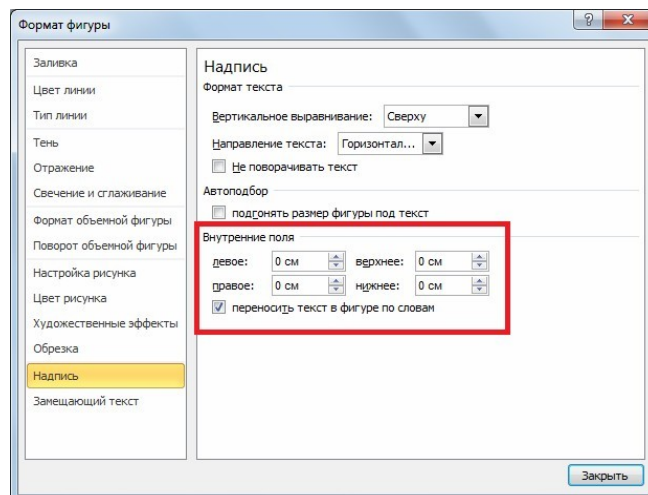 Формат фигуры
Заливка
Цвет линии
Тип линии
Тень
Отражение
Свечение и сглаживание
Формат объемной фигуры
Поворот объемной фигуры
Настройка рисунка
Цвет рисунка
Художественные эффекты
Обрезка
Надпись
Замещающий текст
Надпись
Формат текста
Вертикальное выравнивание: Сверху
Направление текста: Горизонтал...
Не поворачивать текст
Автоподбор
подгонять размер фигуры под текст
Внутренние поля
левое: 0 см верхнее: 0 см
правое: 0 см нижнее: 0 см
переносить текст в фигуре по словам
Закрыть